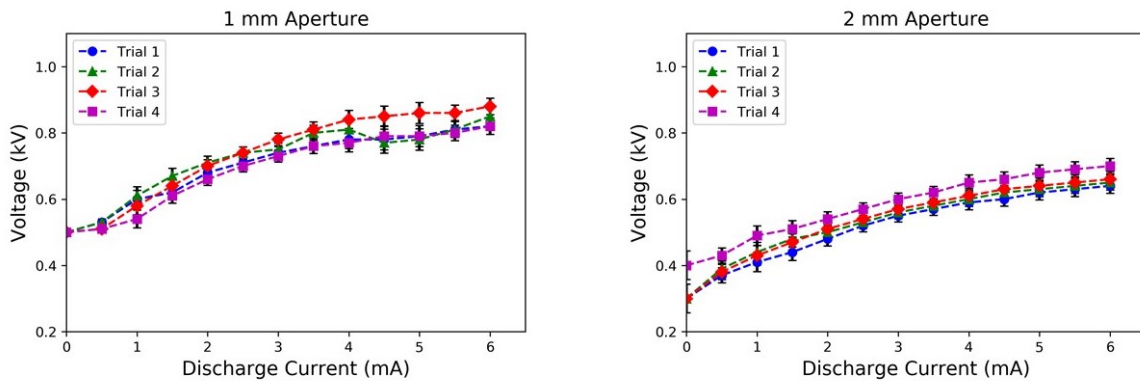 1 mm Aperture
Trial 1
Trial 2
Trial 3
Trial 4
Voltage (kV)
1.0
0.8
0.6
0.4
0.2
0 1 2 3 4 5 6
Discharge Current (mA)
2 mm Aperture
Trial 1
Trial 2
Trial 3
Trial 4
Voltage (kV)
1.0
0.8
0.6
0.4
0.2
0 1 2 3 4 5 6
Discharge Current (mA)